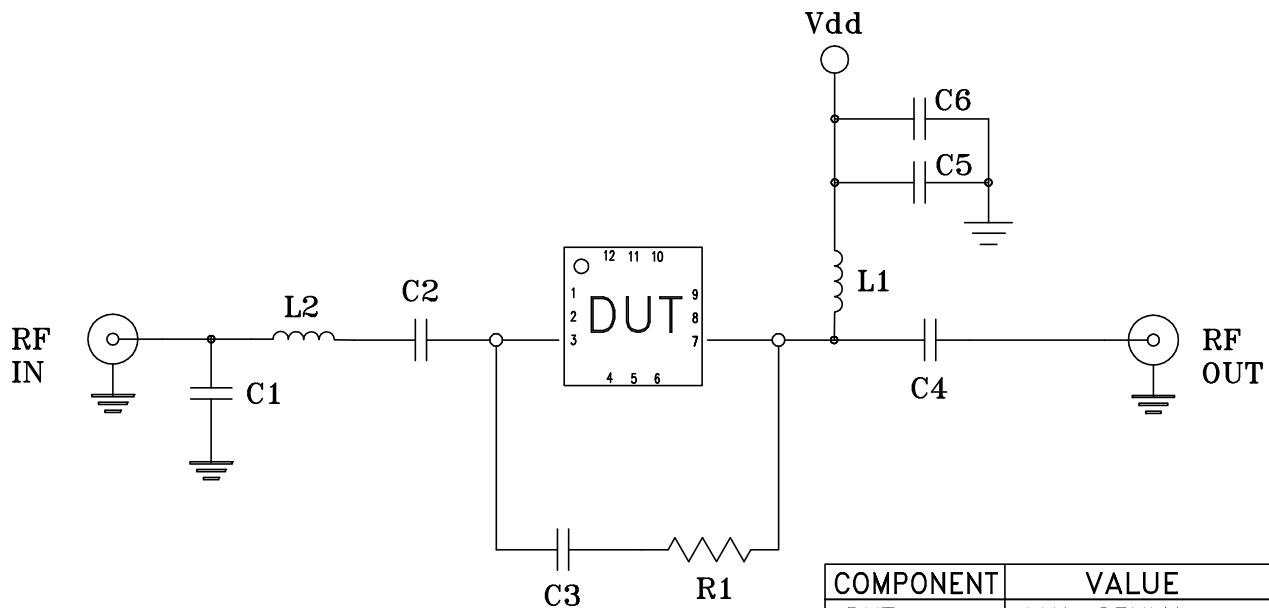 Vdd
C6
C5
12 11 10
L1
1
2
3
DUT
9
8
7
4 5 6
RF
IN
L2
C2
C1
C4
RF
OUT
C3
R1
COMPONENT VALUE